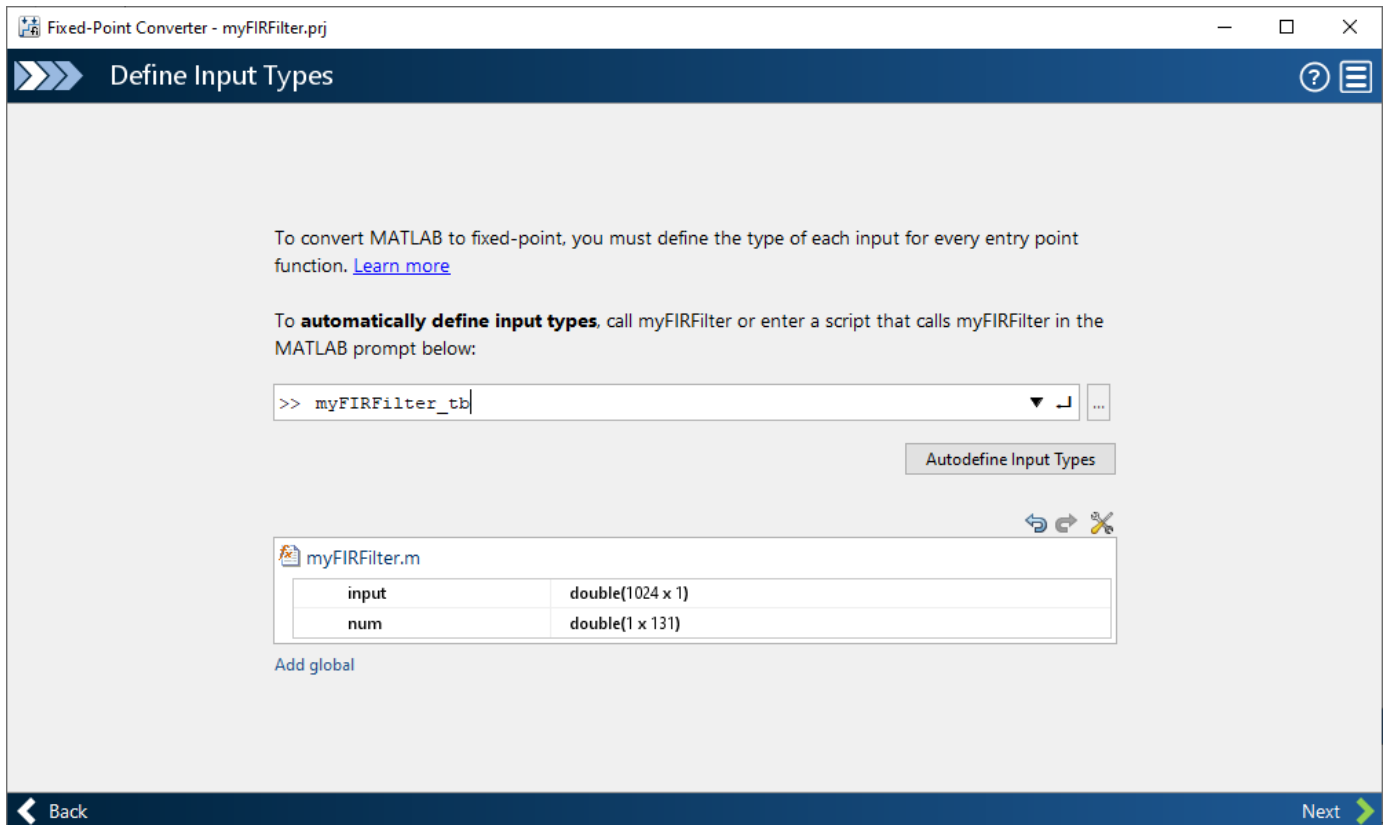 Fixed-Point Converter - myFIRFilter.prj
Define Input Types
To convert MATLAB to fixed-point, you must define the type of each input for every entry point
function. Learn more
To automatically define input types, call myFIRFilter or enter a script that calls myFIRFilter in the
MATLAB prompt below:
>> myFIRFilter_tb
...
Autodefine Input Types
myFIRFilter.m
input double(1024 x 1)
num double(1 x 131)
Add global
Back Next